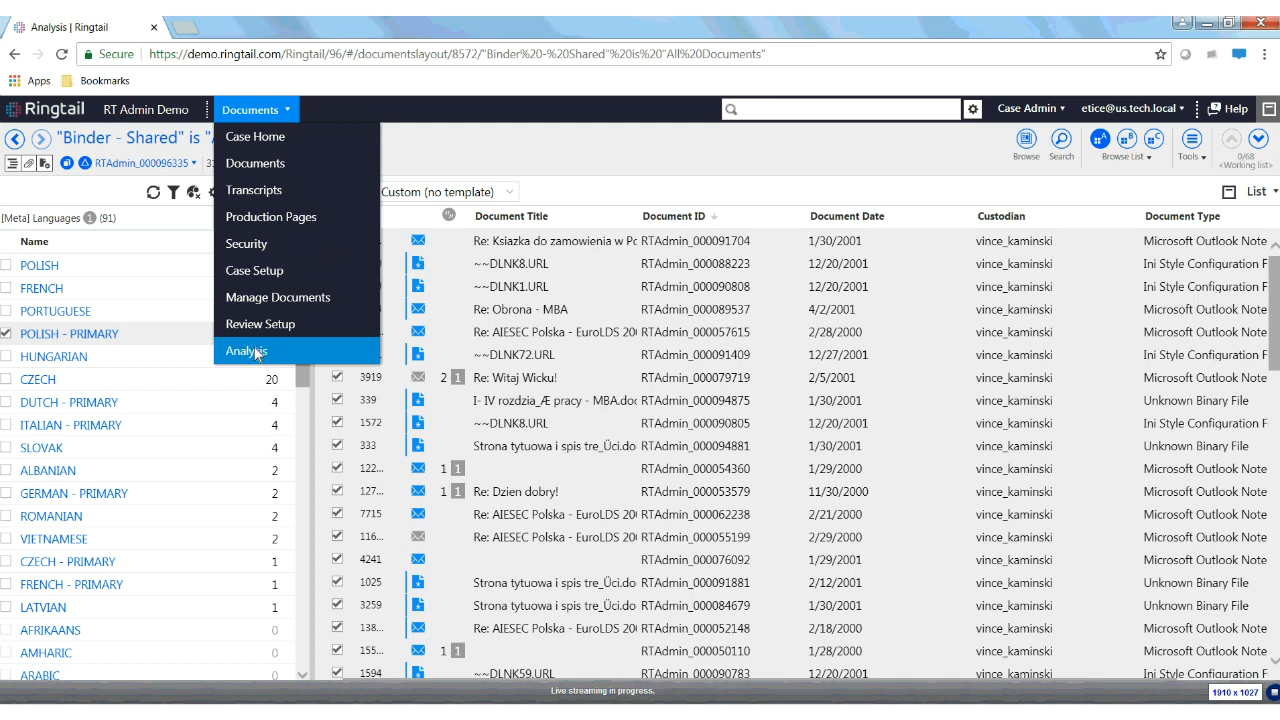 Analysis | Ringtail
Secure https://demo.ringtail.com/Ringtail/96/#/documentslayout/8572/"Binder%20-%20Shared"%20is%20"All%20Documents"
Apps Bookmarks
Ringtail RT Admin Demo Documents Case Admin etice@us.tech.local Help
"Binder - Shared" is "
RTAdmin_000096335
Browse Search A B C Browse List Tools 0/68
<Working list>
Case Home
Documents
Transcripts
Production Pages
Security
Case Setup
Manage Documents
Review Setup
Analysis
Custom (no template) List
[Meta] Languages 1 (91)
Name
POLISH
FRENCH
PORTUGUESE
POLISH - PRIMARY
HUNGARIAN
CZECH 20
DUTCH - PRIMARY 4
ITALIAN - PRIMARY 4
SLOVAK 4
ALBANIAN 2
GERMAN - PRIMARY 2
ROMANIAN 2
VIETNAMESE 2
CZECH - PRIMARY 1
FRENCH - PRIMARY 1
LATVIAN 1
AFRIKAANS 0
AMHARIC 0
ARABIC 0
Document Title Document ID Document Date Custodian Document Type
Re: Ksiazka do zamowienia w Pc RTAdmin_000091704 1/30/2001 vince_kaminski Microsoft Outlook Note
~~DLNK8.URL RTAdmin_000088223 12/20/2001 vince_kaminski Ini Style Configuration F
~~DLNK1.URL RTAdmin_000090808 12/20/2001 vince_kaminski Ini Style Configuration F
Re: Obrona - MBA RTAdmin_000089537 4/2/2001 vince_kaminski Microsoft Outlook Note
Re: AIESEC Polska - EuroLDS 20 RTAdmin_000057615 2/28/2000 vince_kaminski Microsoft Outlook Note
~~DLNK72.URL RTAdmin_000091409 12/27/2001 vince_kaminski Ini Style Configuration F
3919 2 1 Re: Witaj Wicku! RTAdmin_000079719 2/5/2001 vince_kaminski Microsoft Outlook Note
339 I- IV rozdzia_Æ pracy - MBA.doc RTAdmin_000094875 1/30/2001 vince_kaminski Unknown Binary File
1572 ~~DLNK8.URL RTAdmin_000090805 12/20/2001 vince_kaminski Ini Style Configuration F
333 Strona tytuowa i spis tre_Üci.do RTAdmin_000094881 1/30/2001 vince_kaminski Unknown Binary File
122... 1 1 RTAdmin_000054360 1/29/2000 vince_kaminski Microsoft Outlook Note
127... 1 1 Re: Dzien dobry! RTAdmin_000053579 11/30/2000 vince_kaminski Microsoft Outlook Note
7715 Re: AIESEC Polska - EuroLDS 20 RTAdmin_000062238 2/21/2000 vince_kaminski Microsoft Outlook Note
116... Re: AIESEC Polska - EuroLDS 20 RTAdmin_000055199 2/29/2000 vince_kaminski Microsoft Outlook Note
4241 RTAdmin_000076092 1/29/2001 vince_kaminski Microsoft Outlook Note
1025 Strona tytuowa i spis tre_Üci.do RTAdmin_000091881 2/12/2001 vince_kaminski Unknown Binary File
3259 Strona tytuowa i spis tre_Üci.do RTAdmin_000084679 1/30/2001 vince_kaminski Unknown Binary File
138... Re: AIESEC Polska - EuroLDS 20 RTAdmin_000052148 2/18/2000 vince_kaminski Microsoft Outlook Note
155... 1 1 RTAdmin_000050110 1/28/2000 vince_kaminski Microsoft Outlook Note
1594 ~~DLNK59.URL RTAdmin_000090783 12/20/2001 vince_kaminski Ini Style Configuration F
Live streaming in progress.
1910 x 1027